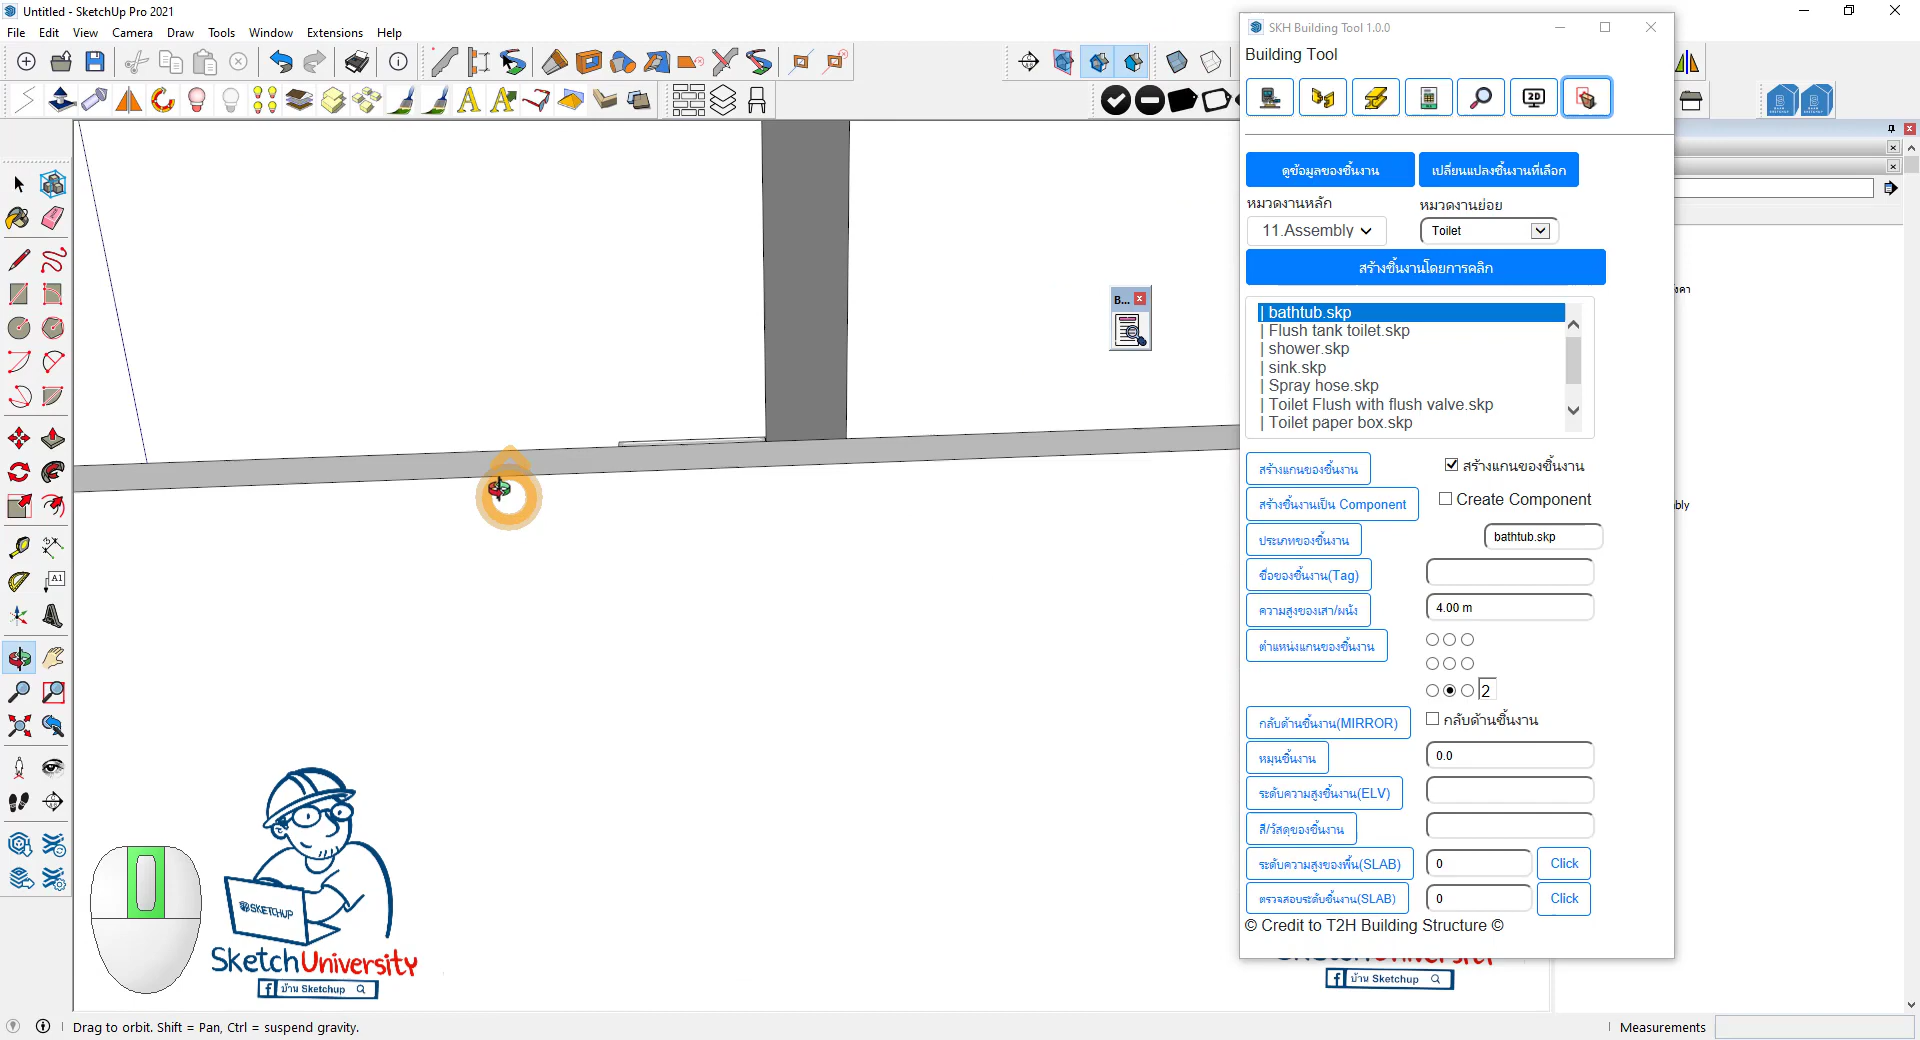 Untitled - SketchUp Pro 2021
File Edit View Camera Draw Tools Window Extensions Help
SKH Building Tool 1.0.0
Building Tool
2D
ดูข้อมูลของชิ้นงาน เปลี่ยนแปลงชิ้นงานที่เลือก
หมวดงานหลัก หมวดงานย่อย
11.Assembly Toilet
สร้างชิ้นงานโดยการคลิก
B...
| bathtub.skp
| Flush tank toilet.skp
| shower.skp
| sink.skp
| Spray hose.skp
| Toilet Flush with flush valve.skp
| Toilet paper box.skp
สร้างแกนของชิ้นงาน สร้างแกนของชิ้นงาน
สร้างชิ้นงานเป็น Component Create Component
ประเภทของชิ้นงาน bathtub.skp
ชื่อของชิ้นงาน(Tag)
ความสูงของเสา/ผนัง 4.00 m
ตำแหน่งแกนของชิ้นงาน
2
กลับด้านชิ้นงาน(MIRROR) กลับด้านชิ้นงาน
หมุนชิ้นงาน 0.0
ระดับความสูงชิ้นงาน(ELV)
สี/วัสดุของชิ้นงาน
ระดับความสูงของพื้น(SLAB) 0 Click
ตรวจสอบระดับชิ้นงาน(SLAB) 0 Click
© Credit to T2H Building Structure ©
A1
SKETCHUP
SketchUniversity
f บ้าน Sketchup
f บ้าน Sketchup
Drag to orbit. Shift = Pan, Ctrl = suspend gravity.
Measurements